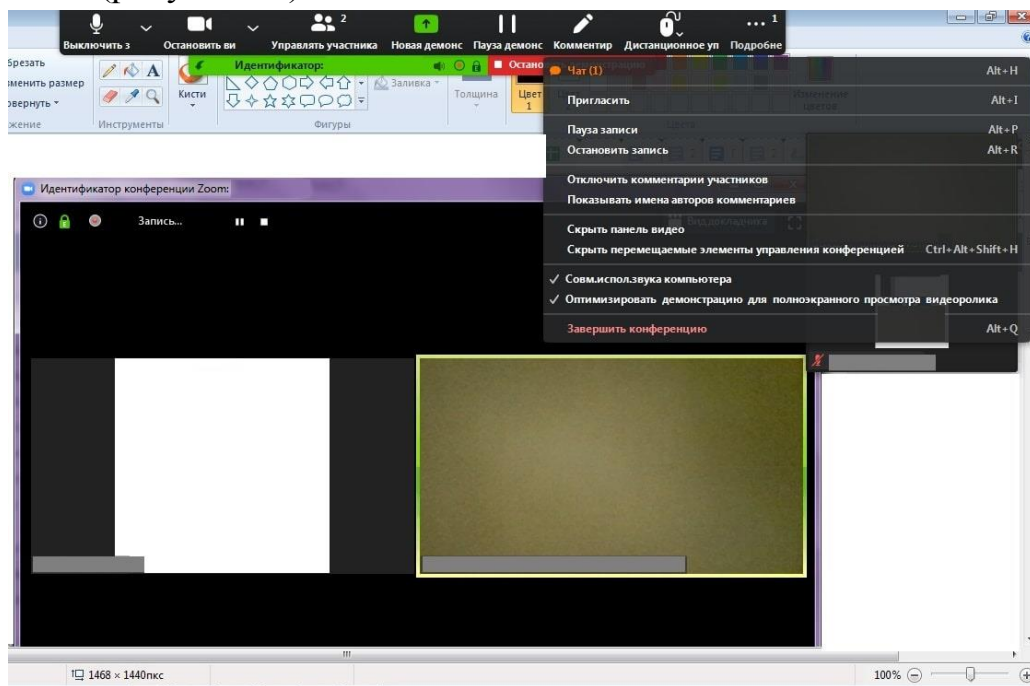 2
1
Выключить з Остановить ви Управлять участника Новая демонс Пауза демонс Комментир Дистанционное уп Подробне
Идентификатор: Остано
брезать
зменить размер
овернуть
Кисти
Заливка
Толщина
Цвет
1
жение
Инструменты
Фигуры
Чат (1) Alt+H
Пригласить Alt+I
Пауза записи Alt+P
Остановить запись Alt+R
Отключить комментарии участников
Показывать имена авторов комментариев
Скрыть панель видео
Скрыть перемещаемые элементы управления конференцией Ctrl+Alt+Shift+H
Совм.испол.звука компьютера
Оптимизировать демонстрацию для полноэкранного просмотра видеоролика
Завершить конференцию Alt+Q
Идентификатор конференции Zoom:
Запись...
1468 × 1440пкс
100%